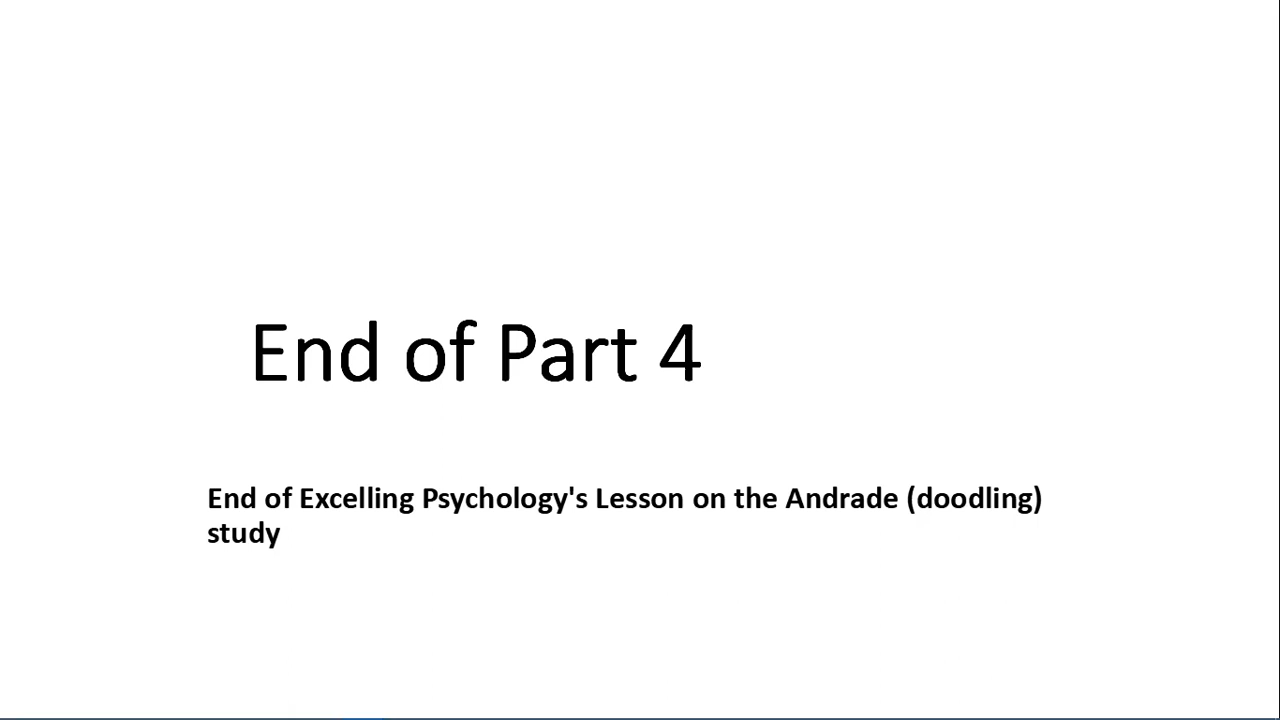 End of Part 4
End of Excelling Psychology's Lesson on the Andrade (doodling)
study